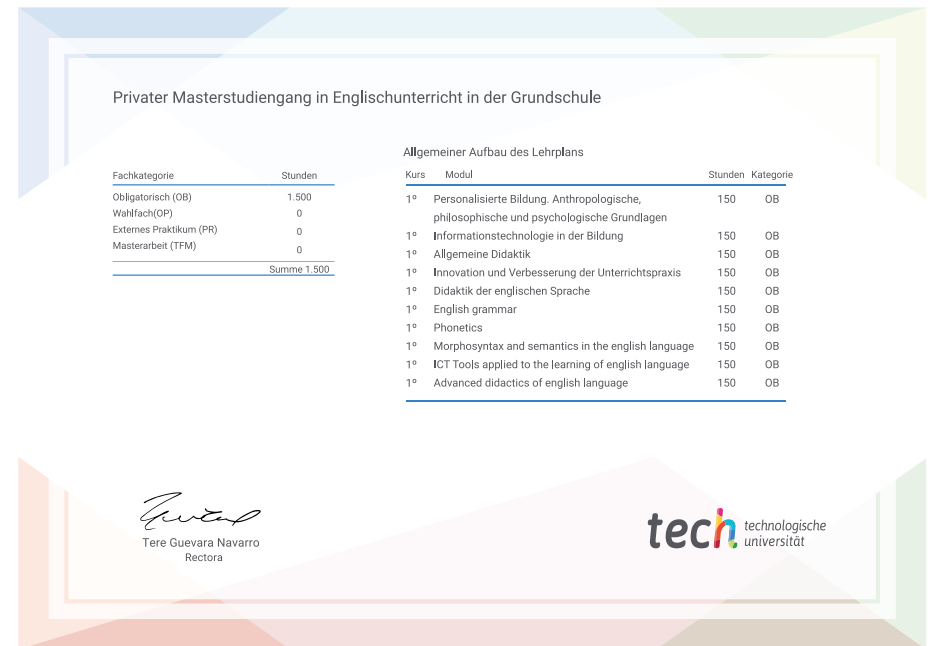 Privater Masterstudiengang in Englischunterricht in der Grundschule
Fachkategorie Stunden
Obligatorisch (OB) 1.500
Wahlfach(OP) 0
Externes Praktikum (PR) 0
Masterarbeit (TFM) 0
Summe 1.500
Allgemeiner Aufbau des Lehrplans
Kurs Modul Stunden Kategorie
1º Personalisierte Bildung. Anthropologische, 150 OB
philosophische und psychologische Grundlagen
1º Informationstechnologie in der Bildung 150 OB
1º Allgemeine Didaktik 150 OB
1º Innovation und Verbesserung der Unterrichtspraxis 150 OB
1º Didaktik der englischen Sprache 150 OB
1º English grammar 150 OB
1º Phonetics 150 OB
1º Morphosyntax and semantics in the english language 150 OB
1º ICT Tools applied to the learning of english language 150 OB
1º Advanced didactics of english language 150 OB
Tere Guevara Navarro
Rectora
tech technologische
universität